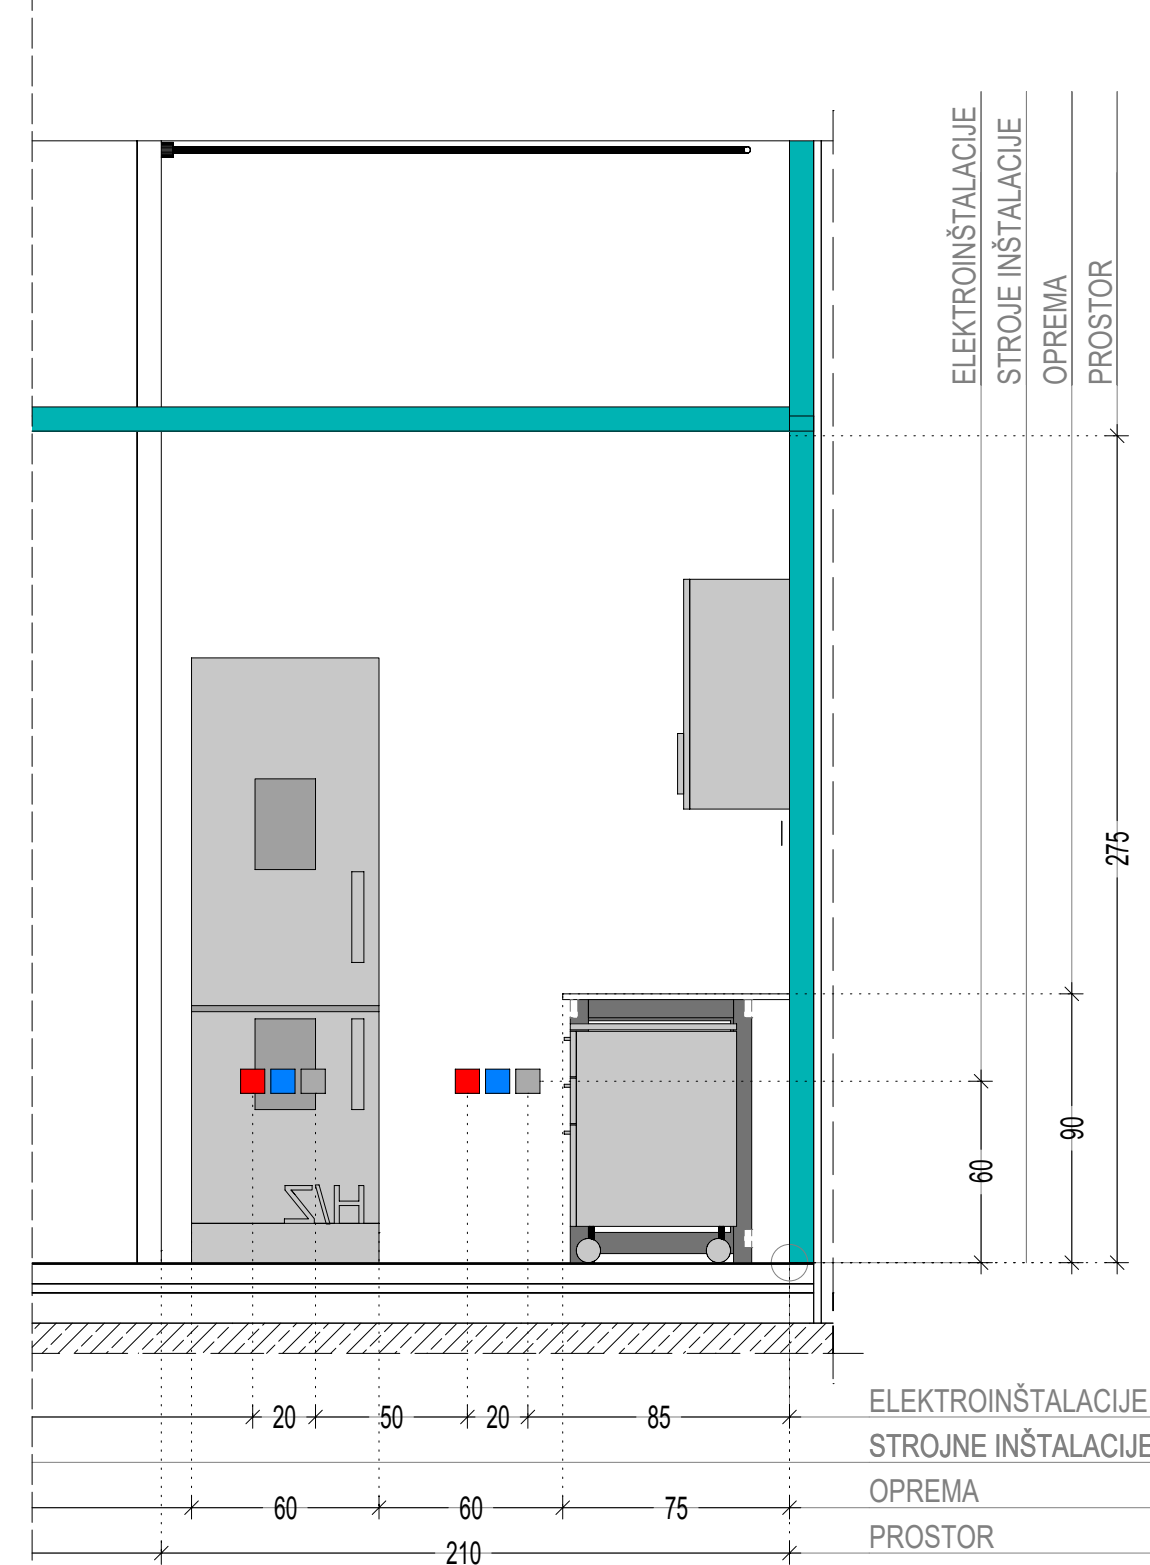 ELEKTROINŠTALACIJE
STROJE INŠTALACIJE
OPREMA
PROSTOR
275
90
60
H\Z
20
50
20
85
ELEKTROINŠTALACIJE
STROJNE INŠTALACIJE
60
60
75
OPREMA
210
PROSTOR